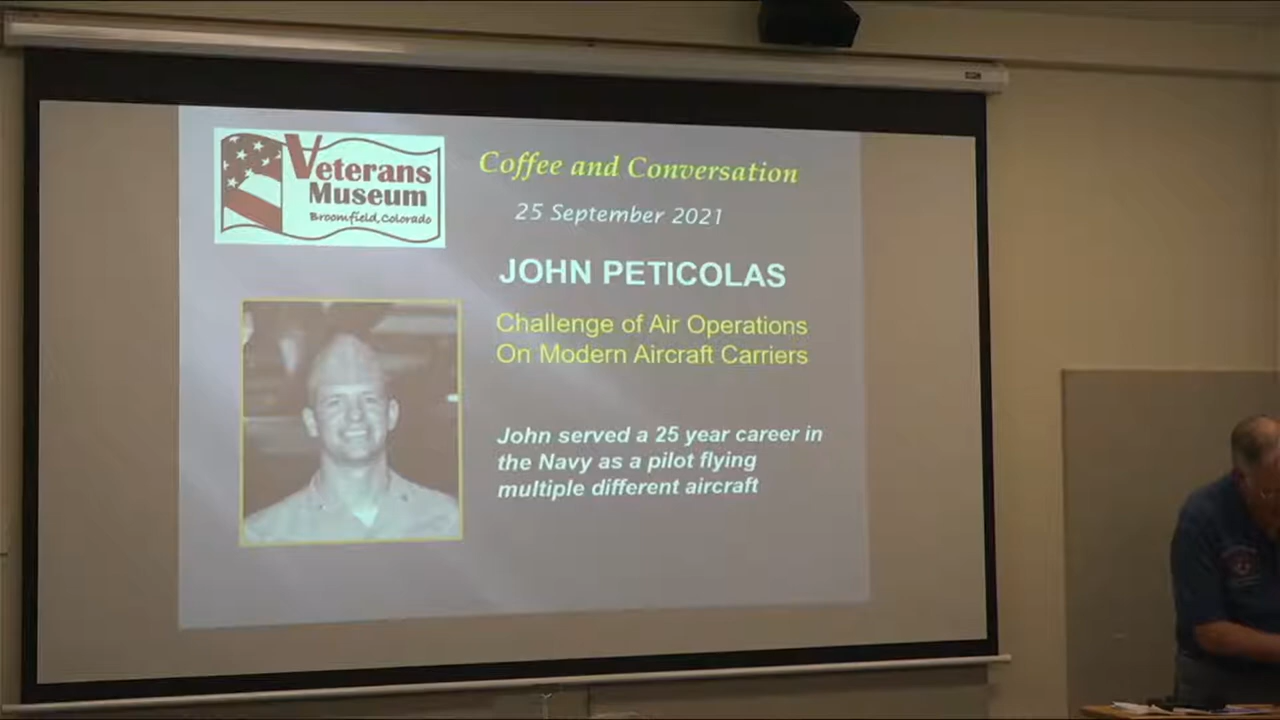 Veterans
Museum
Broomfield, Colorado
Coffee and Conversation
25 September 2021
JOHN PETICOLAS
Challenge of Air Operations
On Modern Aircraft Carriers
John served a 25 year career in
the Navy as a pilot flying
multiple different aircraft